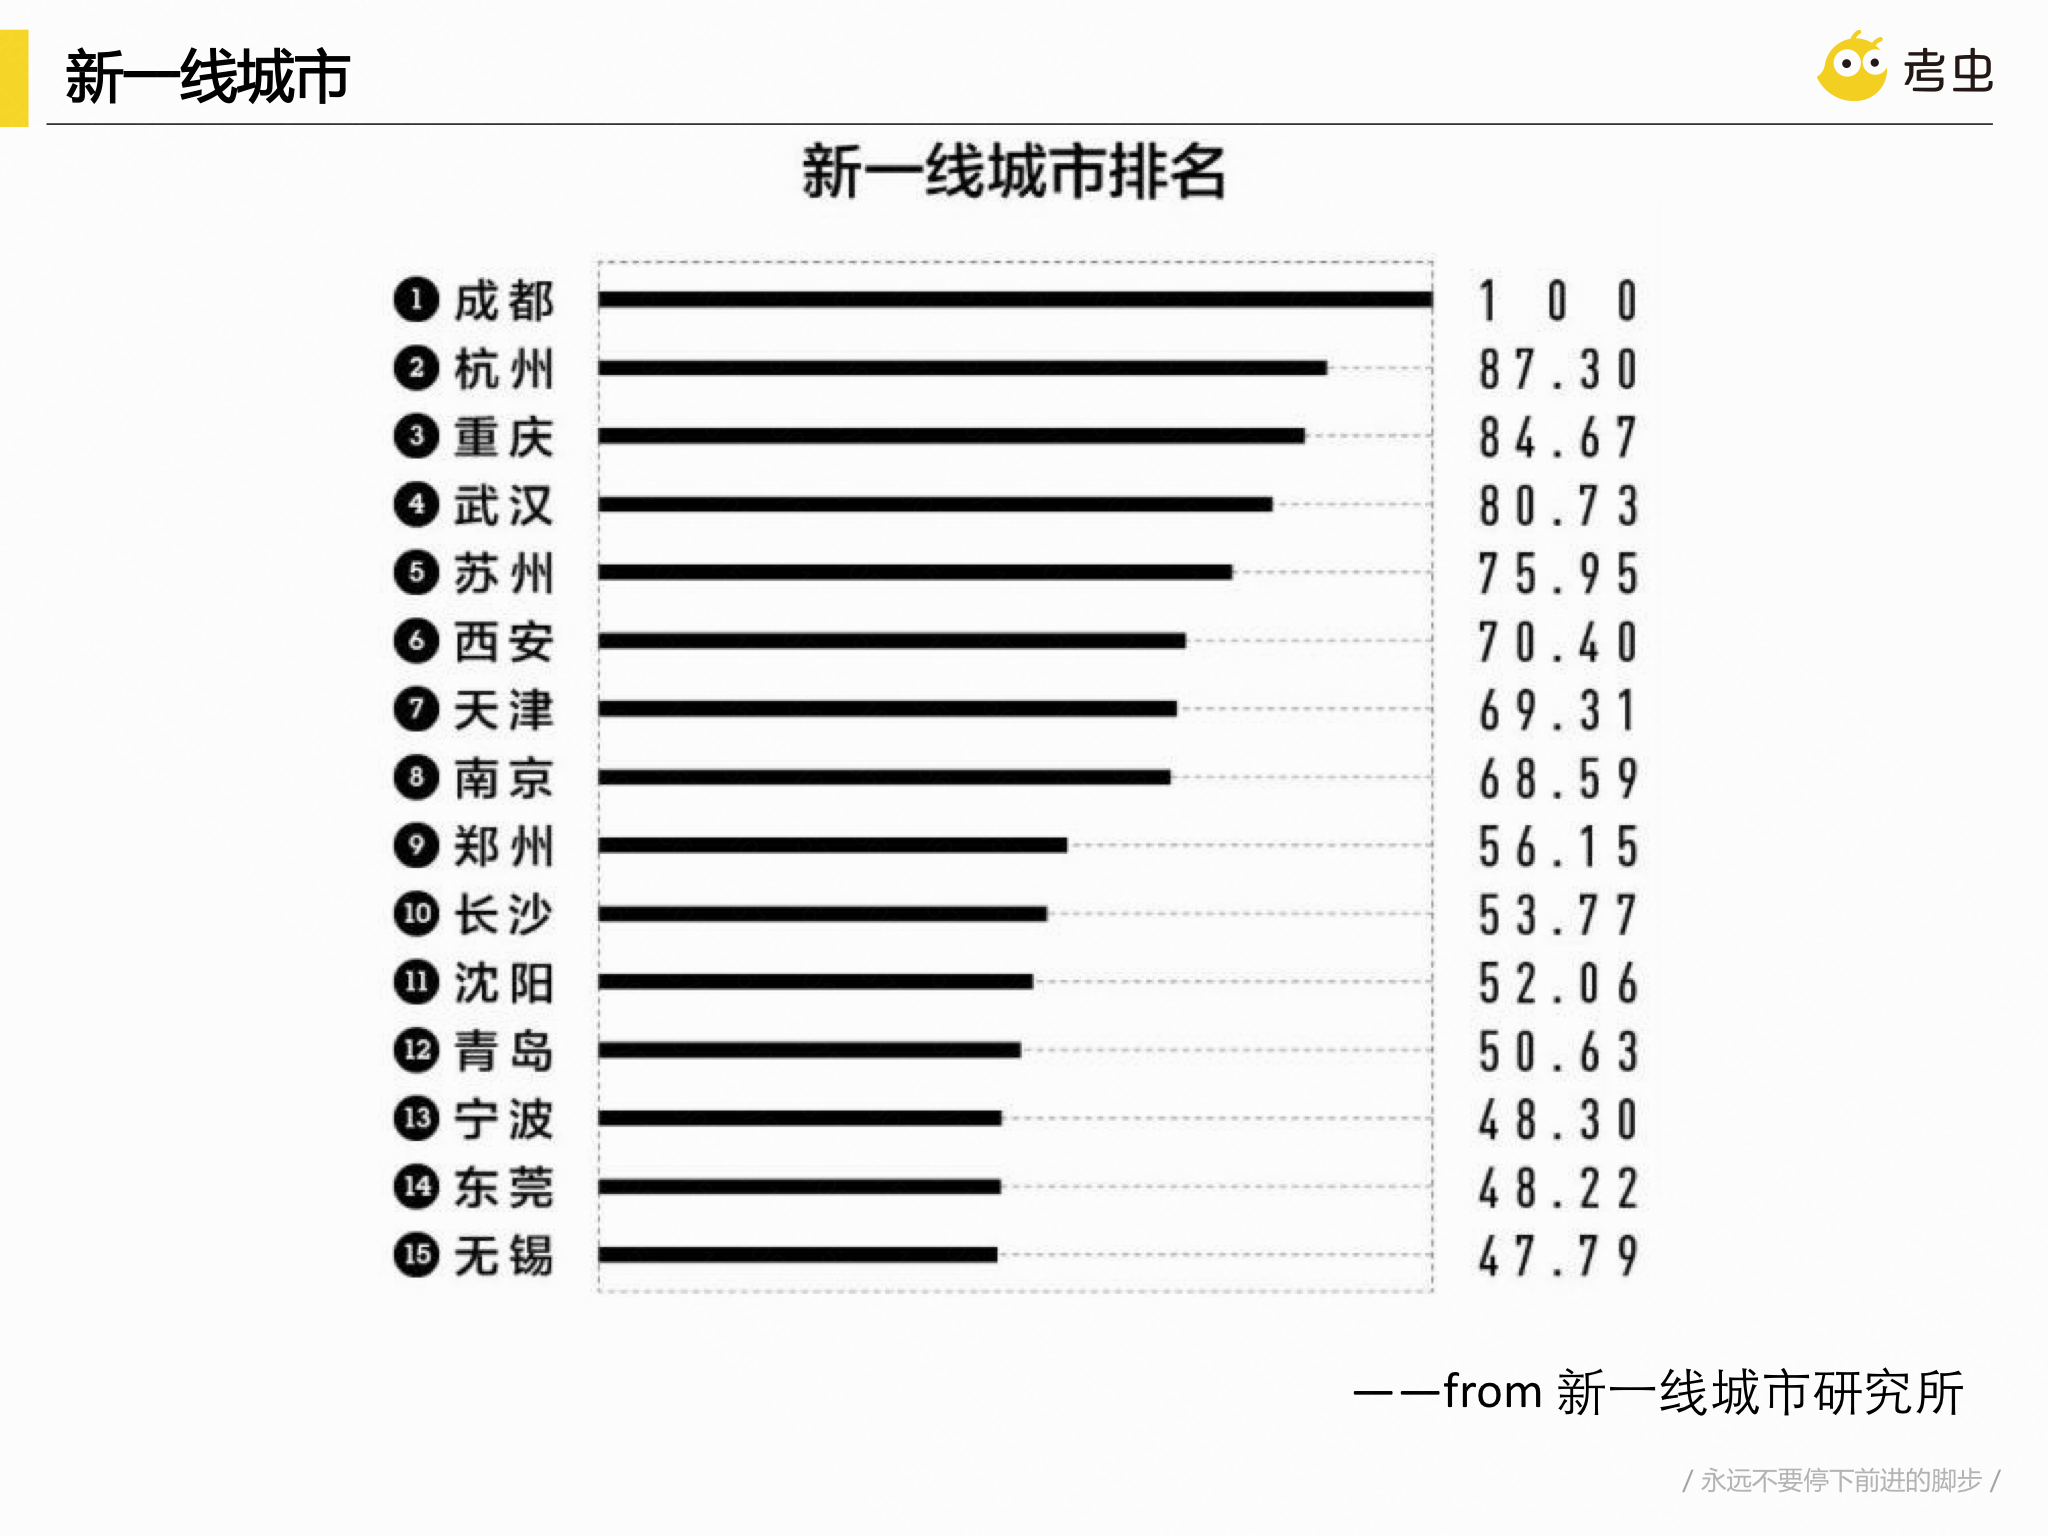 新一线城市
考虫
新一线城市排名
1 成都 100
2 杭州 87.30
3 重庆 84.67
4 武汉 80.73
5 苏州 75.95
6 西安 70.40
7 天津 69.31
8 南京 68.59
9 郑州 56.15
10 长沙 53.77
11 沈阳 52.06
12 青岛 50.63
13 宁波 48.30
14 东莞 48.22
15 无锡 47.79
——from 新一线城市研究所
/ 永远不要停下前进的脚步 /